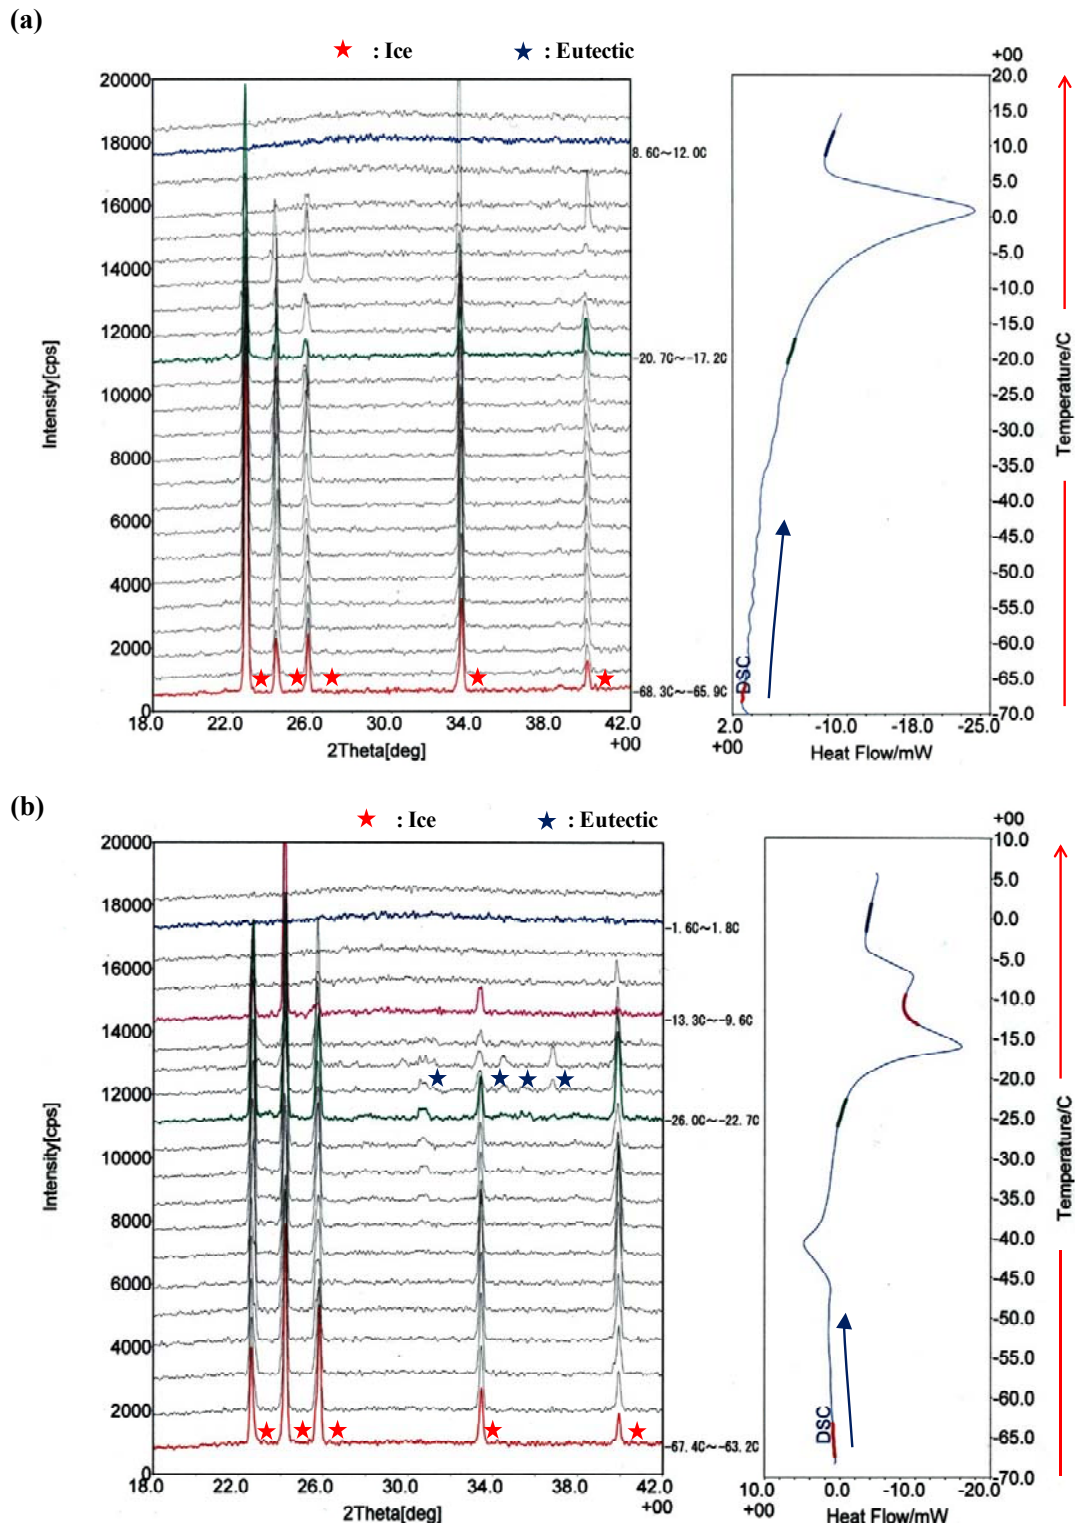 (a)
★ : Ice ★ : Eutectic
20000
18000
16000
14000
12000
10000
8000
6000
4000
2000
0
Intensity[cps]
18.0 22.0 26.0 30.0 34.0 38.0 42.0
+00
2Theta[deg]
8.6C~12.0C
-20.7C~-17.2C
-68.3C~-65.9C
+00
20.0
15.0
10.0
5.0
0.0
-5.0
-10.0
-15.0
-20.0
-25.0
-30.0
-35.0
-40.0
-45.0
-50.0
-55.0
-60.0
-65.0
-70.0
Temperature/C
DSC
2.0 -10.0 -18.0 -25.0
+00
Heat Flow/mW
(b)
★ : Ice ★ : Eutectic
20000
18000
16000
14000
12000
10000
8000
6000
4000
2000
0
Intensity[cps]
18.0 22.0 26.0 30.0 34.0 38.0 42.0
+00
2Theta[deg]
-1.6C~1.8C
-13.3C~-9.6C
-26.0C~-22.7C
-67.4C~-63.2C
+00
10.0
5.0
0.0
-5.0
-10.0
-15.0
-20.0
-25.0
-30.0
-35.0
-40.0
-45.0
-50.0
-55.0
-60.0
-65.0
-70.0
Temperature/C
DSC
10.0 0.0 -10.0 -20.0
+00
Heat Flow/mW